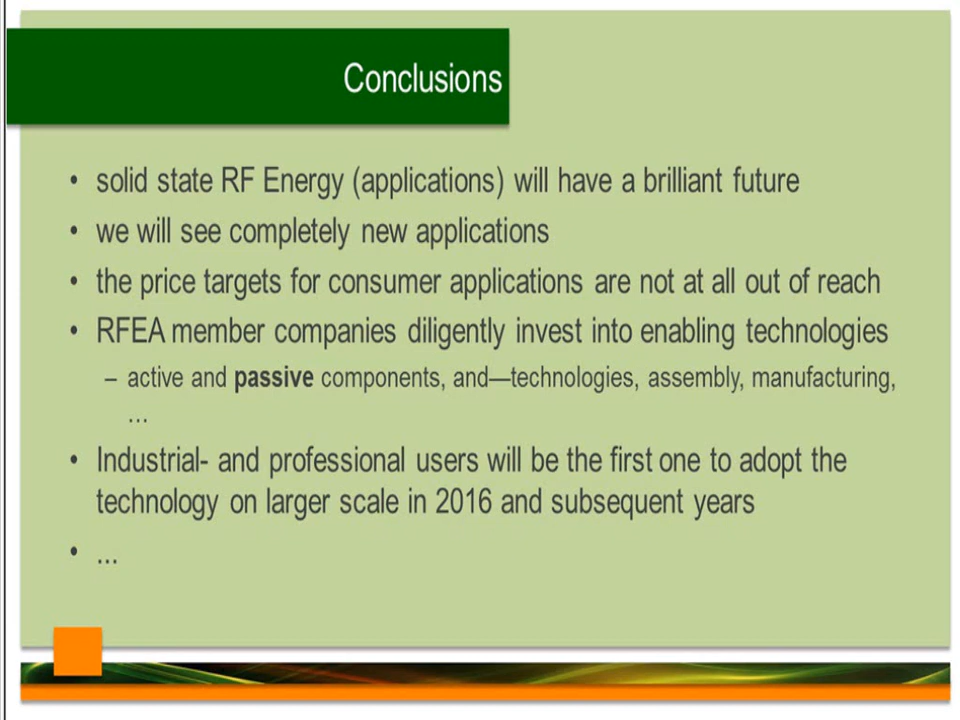 Conclusions
• solid state RF Energy (applications) will have a brilliant future
• we will see completely new applications
• the price targets for consumer applications are not at all out of reach
• RFEA member companies diligently invest into enabling technologies
– active and passive components, and—technologies, assembly, manufacturing,
…
• Industrial- and professional users will be the first one to adopt the
technology on larger scale in 2016 and subsequent years
• ...